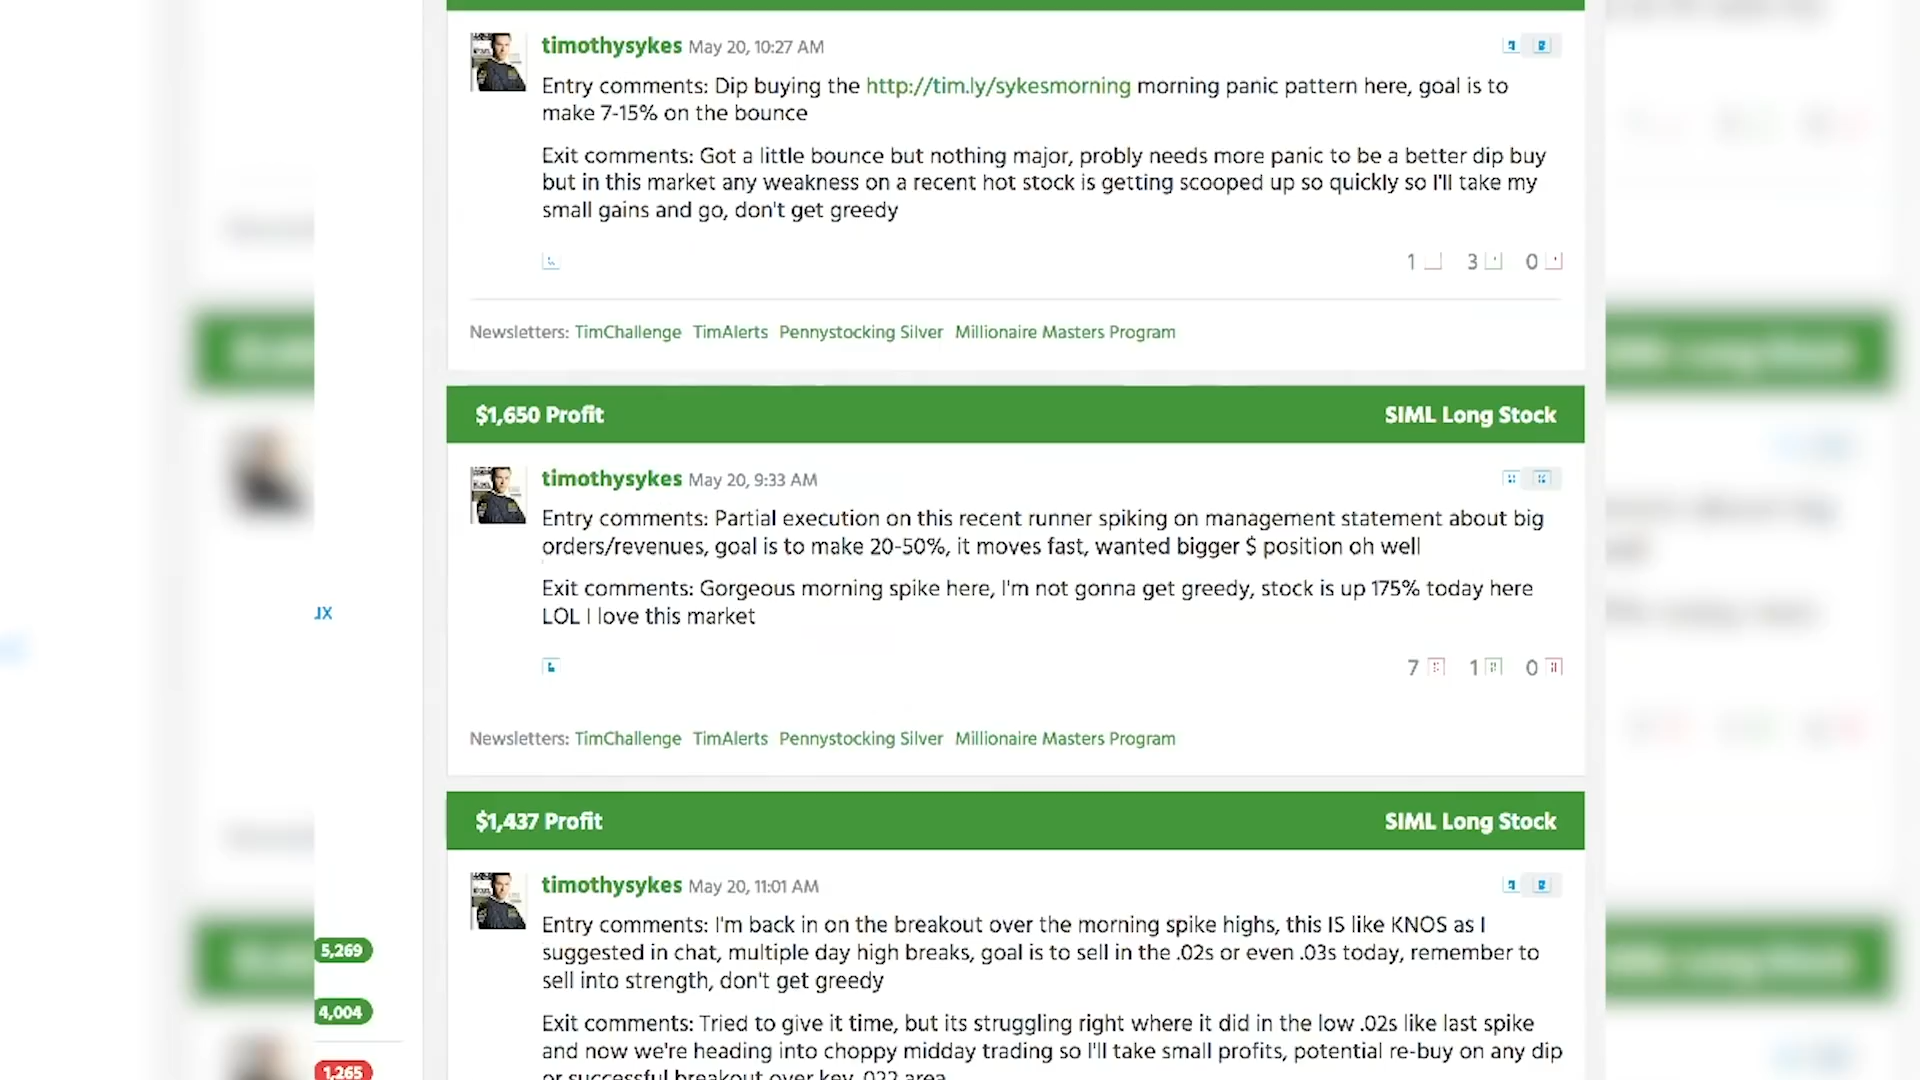 timothysykes May 20, 10:27 AM
Entry comments: Dip buying the http://tim.ly/sykesmorning morning panic pattern here, goal is to
make 7-15% on the bounce
Exit comments: Got a little bounce but nothing major, probly needs more panic to be a better dip buy
but in this market any weakness on a recent hot stock is getting scooped up so quickly so I'll take my
small gains and go, don't get greedy
1 3 0
Newsletters: TimChallenge TimAlerts Pennystocking Silver Millionaire Masters Program
$1,650 Profit SIML Long Stock
timothysykes May 20, 9:33 AM
Entry comments: Partial execution on this recent runner spiking on management statement about big
orders/revenues, goal is to make 20-50%, it moves fast, wanted bigger $ position oh well
Exit comments: Gorgeous morning spike here, I'm not gonna get greedy, stock is up 175% today here
LOL I love this market
7 1 0
Newsletters: TimChallenge TimAlerts Pennystocking Silver Millionaire Masters Program
$1,437 Profit SIML Long Stock
timothysykes May 20, 11:01 AM
Entry comments: I'm back in on the breakout over the morning spike highs, this IS like KNOS as I
suggested in chat, multiple day high breaks, goal is to sell in the .02s or even .03s today, remember to
sell into strength, don't get greedy
Exit comments: Tried to give it time, but its struggling right where it did in the low .02s like last spike
and now we're heading into choppy midday trading so I'll take small profits, potential re-buy on any dip
or successful breakout over key .022 area
5,269
4,004
1,265